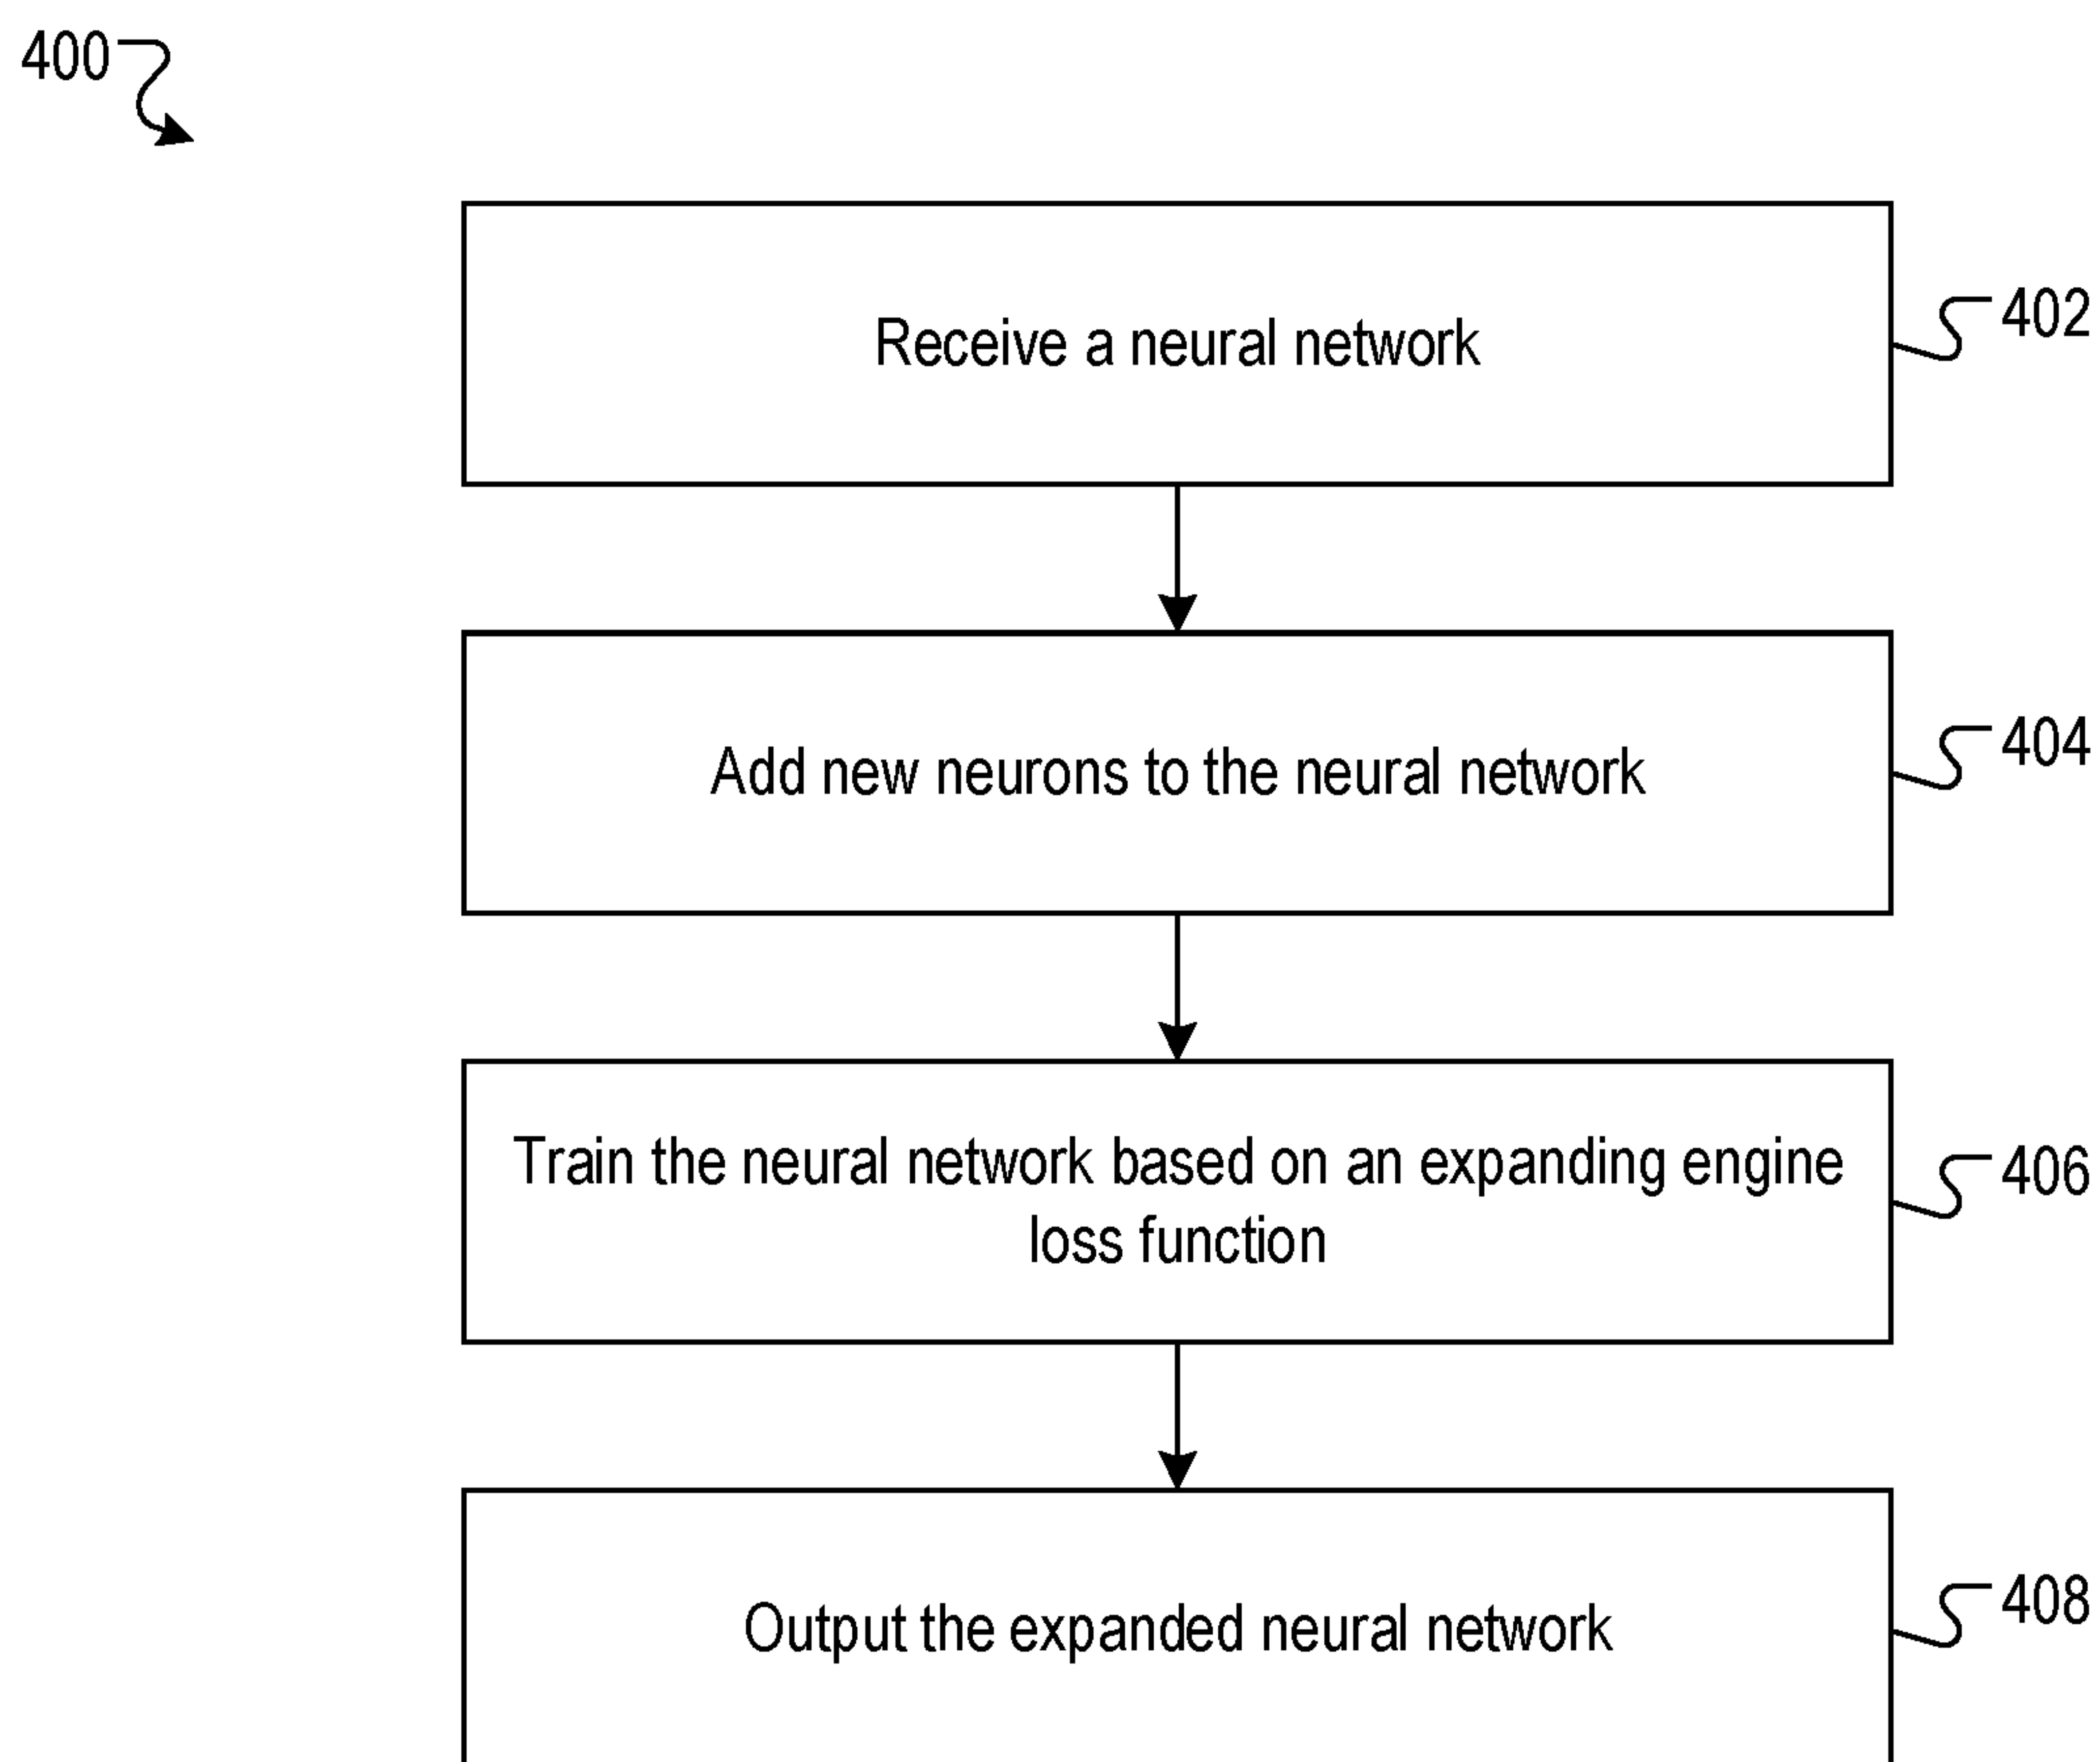 400
Receive a neural network
402
Add new neurons to the neural network
404
Train the neural network based on an expanding engine
loss function
406
Output the expanded neural network
408